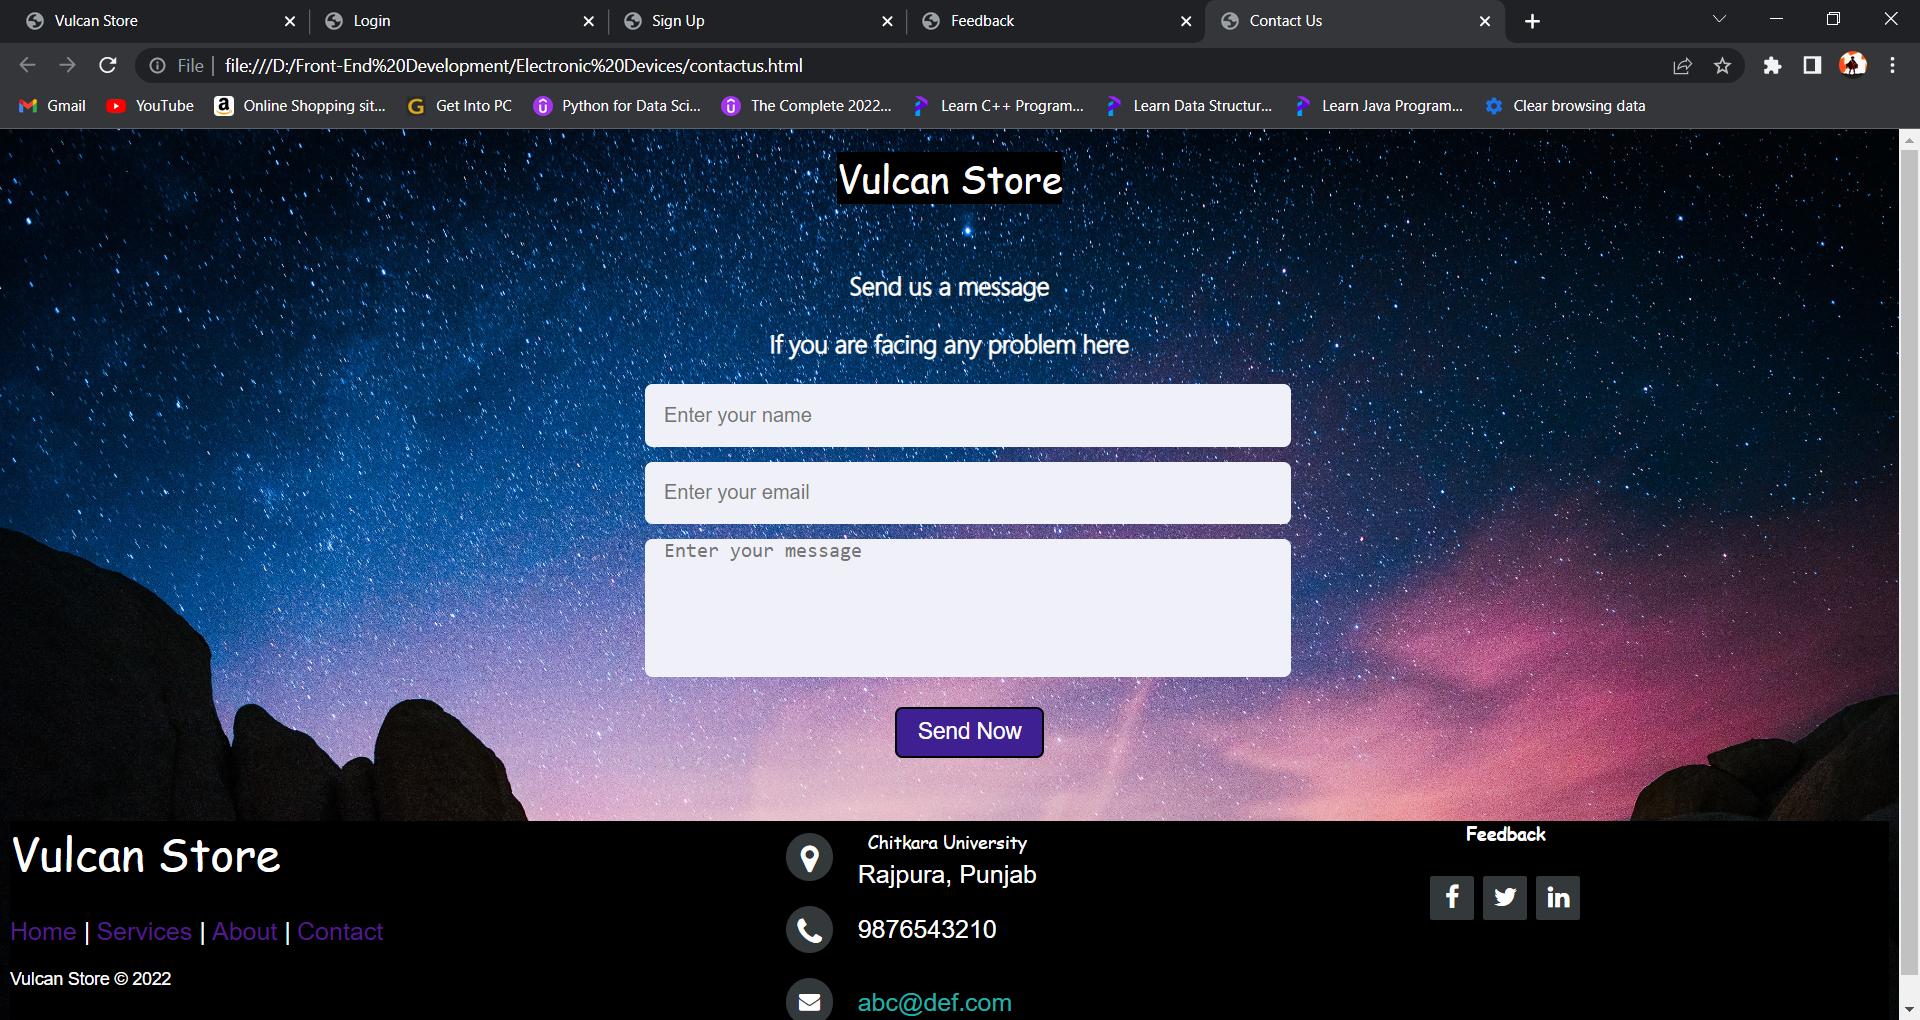 Vulcan Store
Login
Sign Up
Feedback
Contact Us
File | file:///D:/Front-End%20Development/Electronic%20Devices/contactus.html
Gmail
YouTube
Online Shopping sit...
Get Into PC
Python for Data Sci...
The Complete 2022...
Learn C++ Program...
Learn Data Structur...
Learn Java Program...
Clear browsing data
Vulcan Store
Send us a message
If you are facing any problem here
Enter your name
Enter your email
Enter your message
Send Now
Vulcan Store
Home | Services | About | Contact
Vulcan Store © 2022
Chitkara University
Rajpura, Punjab
9876543210
abc@def.com
Feedback